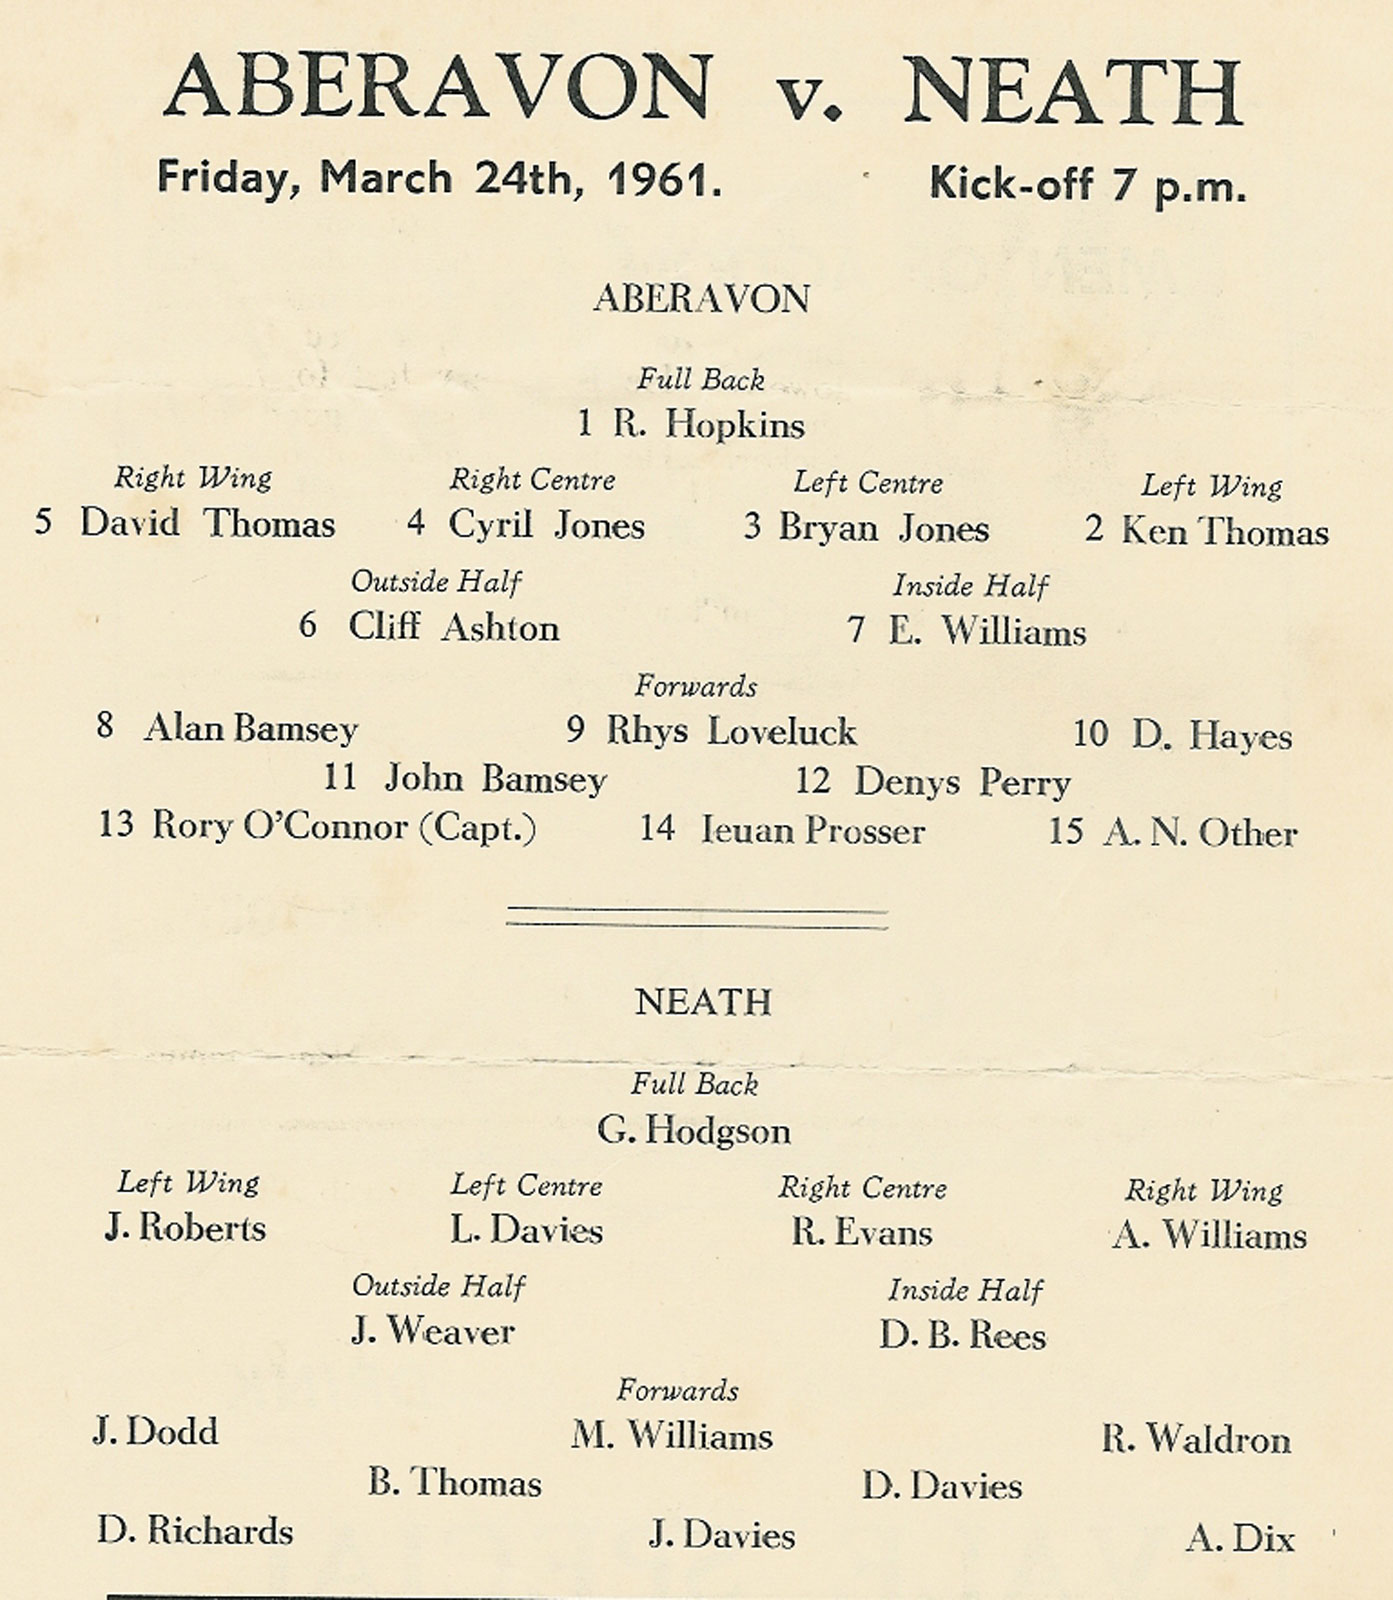 ABERAVON v. NEATH
Friday, March 24th, 1961. Kick-off 7 p.m.
ABERAVON
Full Back
1 R. Hopkins
Right Wing Right Centre Left Centre Left Wing
5 David Thomas 4 Cyril Jones 3 Bryan Jones 2 Ken Thomas
Outside Half Inside Half
6 Cliff Ashton 7 E. Williams
Forwards
8 Alan Bamsey 9 Rhys Loveluck 10 D. Hayes
11 John Bamsey 12 Denys Perry
13 Rory O'Connor (Capt.) 14 Ieuan Prosser 15 A. N. Other
NEATH
Full Back
G. Hodgson
Left Wing Left Centre Right Centre Right Wing
J. Roberts L. Davies R. Evans A. Williams
Outside Half Inside Half
J. Weaver D. B. Rees
Forwards
J. Dodd M. Williams R. Waldron
B. Thomas D. Davies
D. Richards J. Davies A. Dix